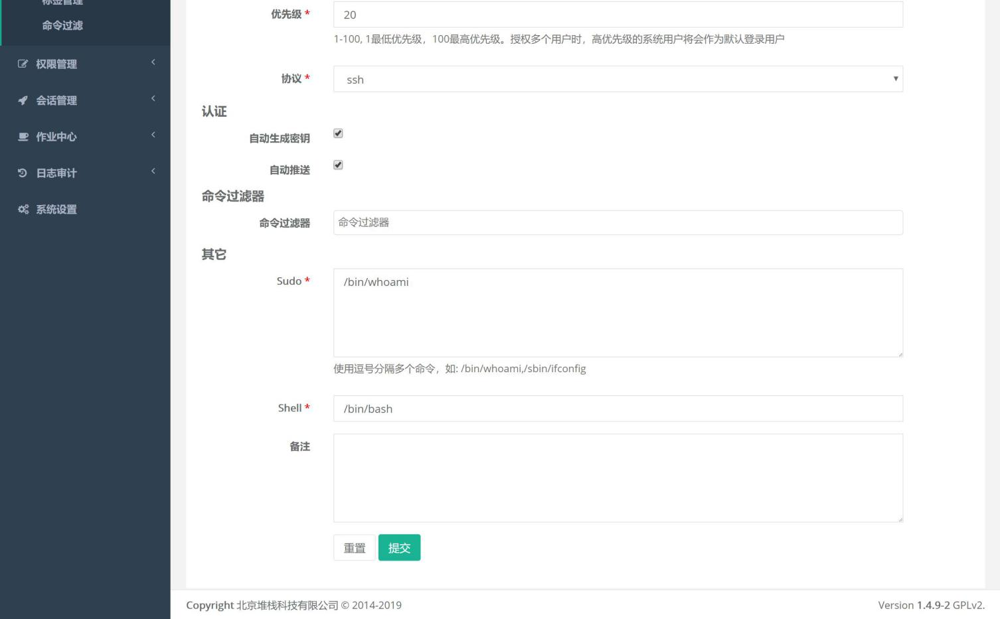 标签管理
命令过滤
权限管理
会话管理
作业中心
日志审计
系统设置
优先级 *
20
1-100, 1最低优先级，100最高优先级。授权多个用户时，高优先级的系统用户将会作为默认登录用户
协议 *
ssh
认证
自动生成密钥
自动推送
命令过滤器
命令过滤器
命令过滤器
其它
Sudo *
/bin/whoami
使用逗号分隔多个命令，如: /bin/whoami,/sbin/ifconfig
Shell *
/bin/bash
备注
重置
提交
Copyright 北京堆栈科技有限公司 © 2014-2019
Version 1.4.9-2 GPLv2.